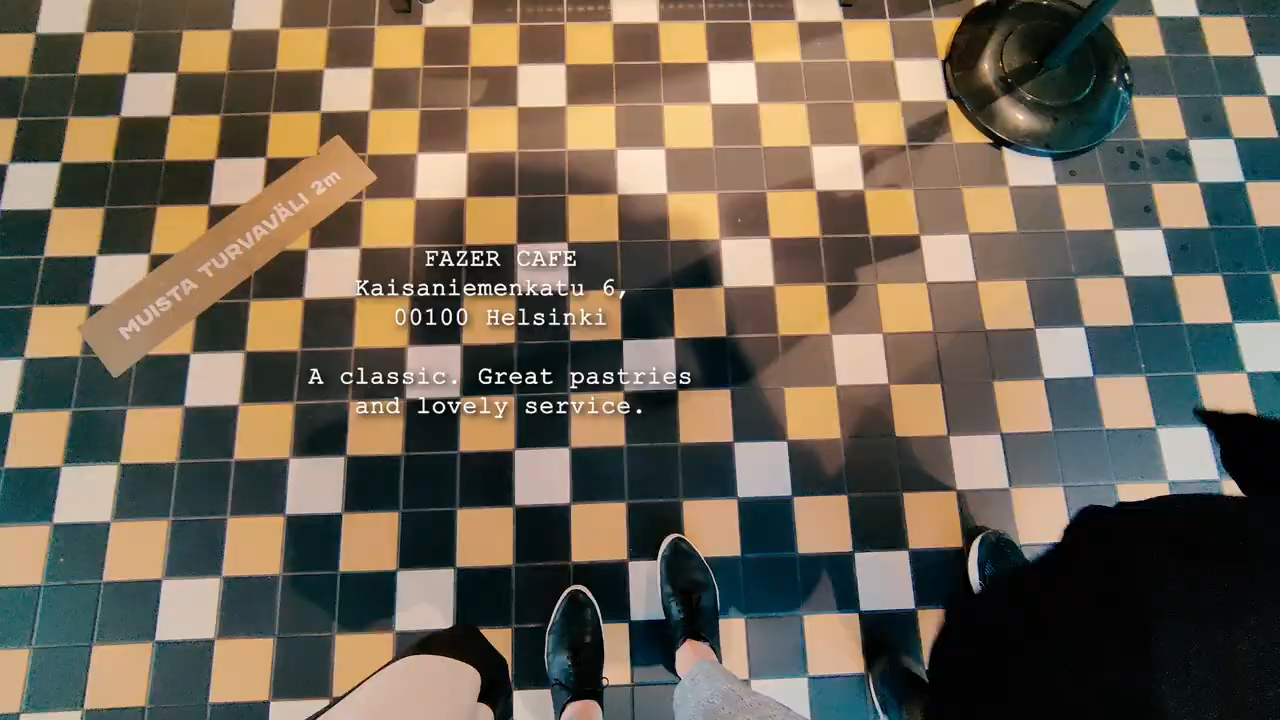 MUISTA TURVAVÄLI 2m
FAZER CAFE
Kaisaniemenkatu 6,
00100 Helsinki
A classic. Great pastries
and lovely service.